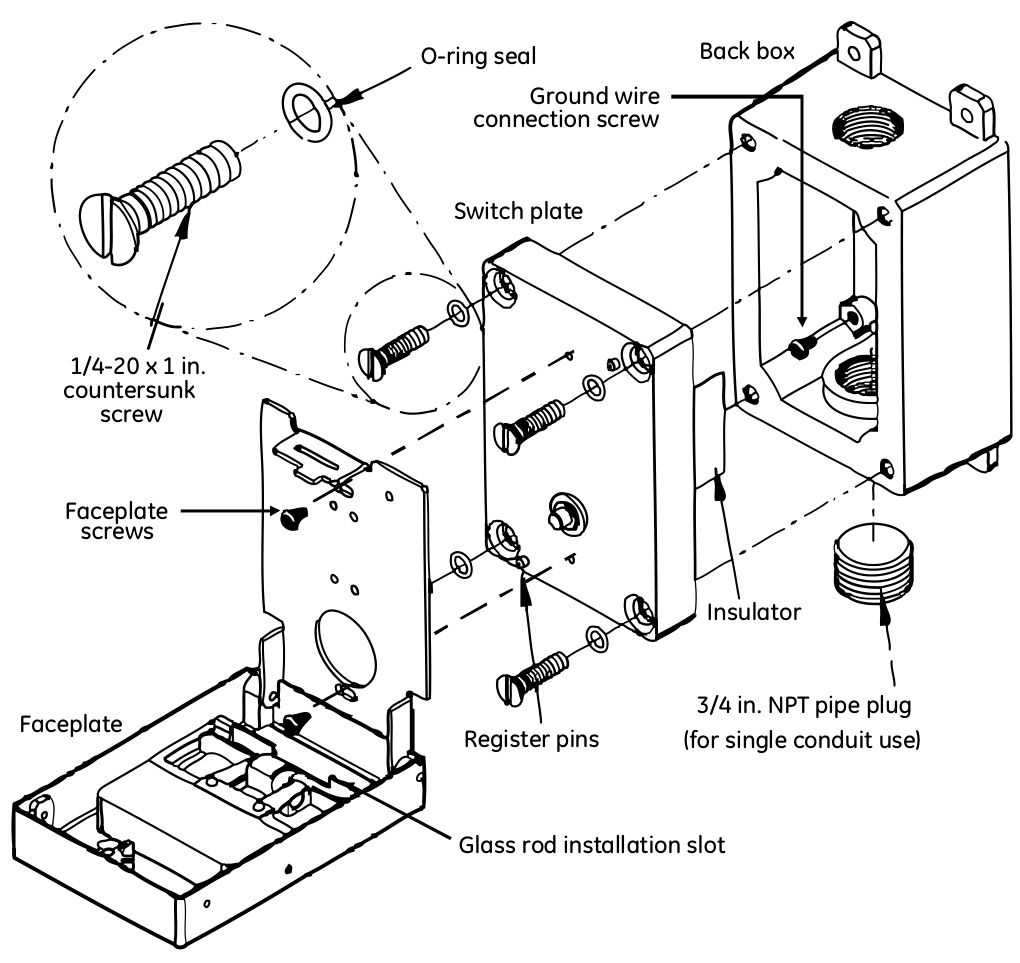 O-ring seal
Back box
Ground wire
connection screw
Switch plate
1/4-20 x 1 in.
countersunk
screw
Faceplate
screws
Insulator
3/4 in. NPT pipe plug
(for single conduit use)
Faceplate
Register pins
Glass rod installation slot